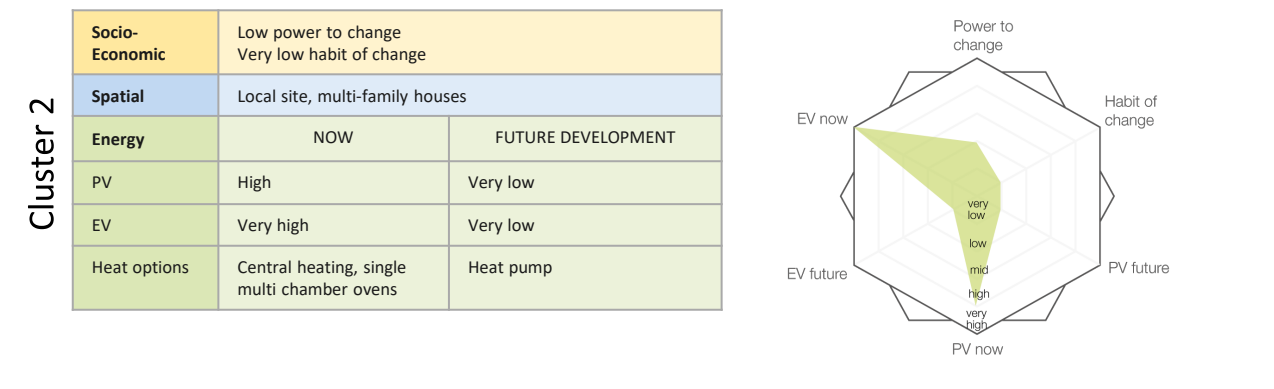 Cluster 2
Socio-
Economic
Low power to change
Very low habit of change
Spatial
Local site, multi-family houses
Energy
NOW
FUTURE DEVELOPMENT
PV
High
Very low
EV
Very high
Very low
Heat options
Central heating, single
multi chamber ovens
Heat pump
Power to
change
Habit of
change
EV now
very
low
low
mid
high
very
high
EV future
PV future
PV now